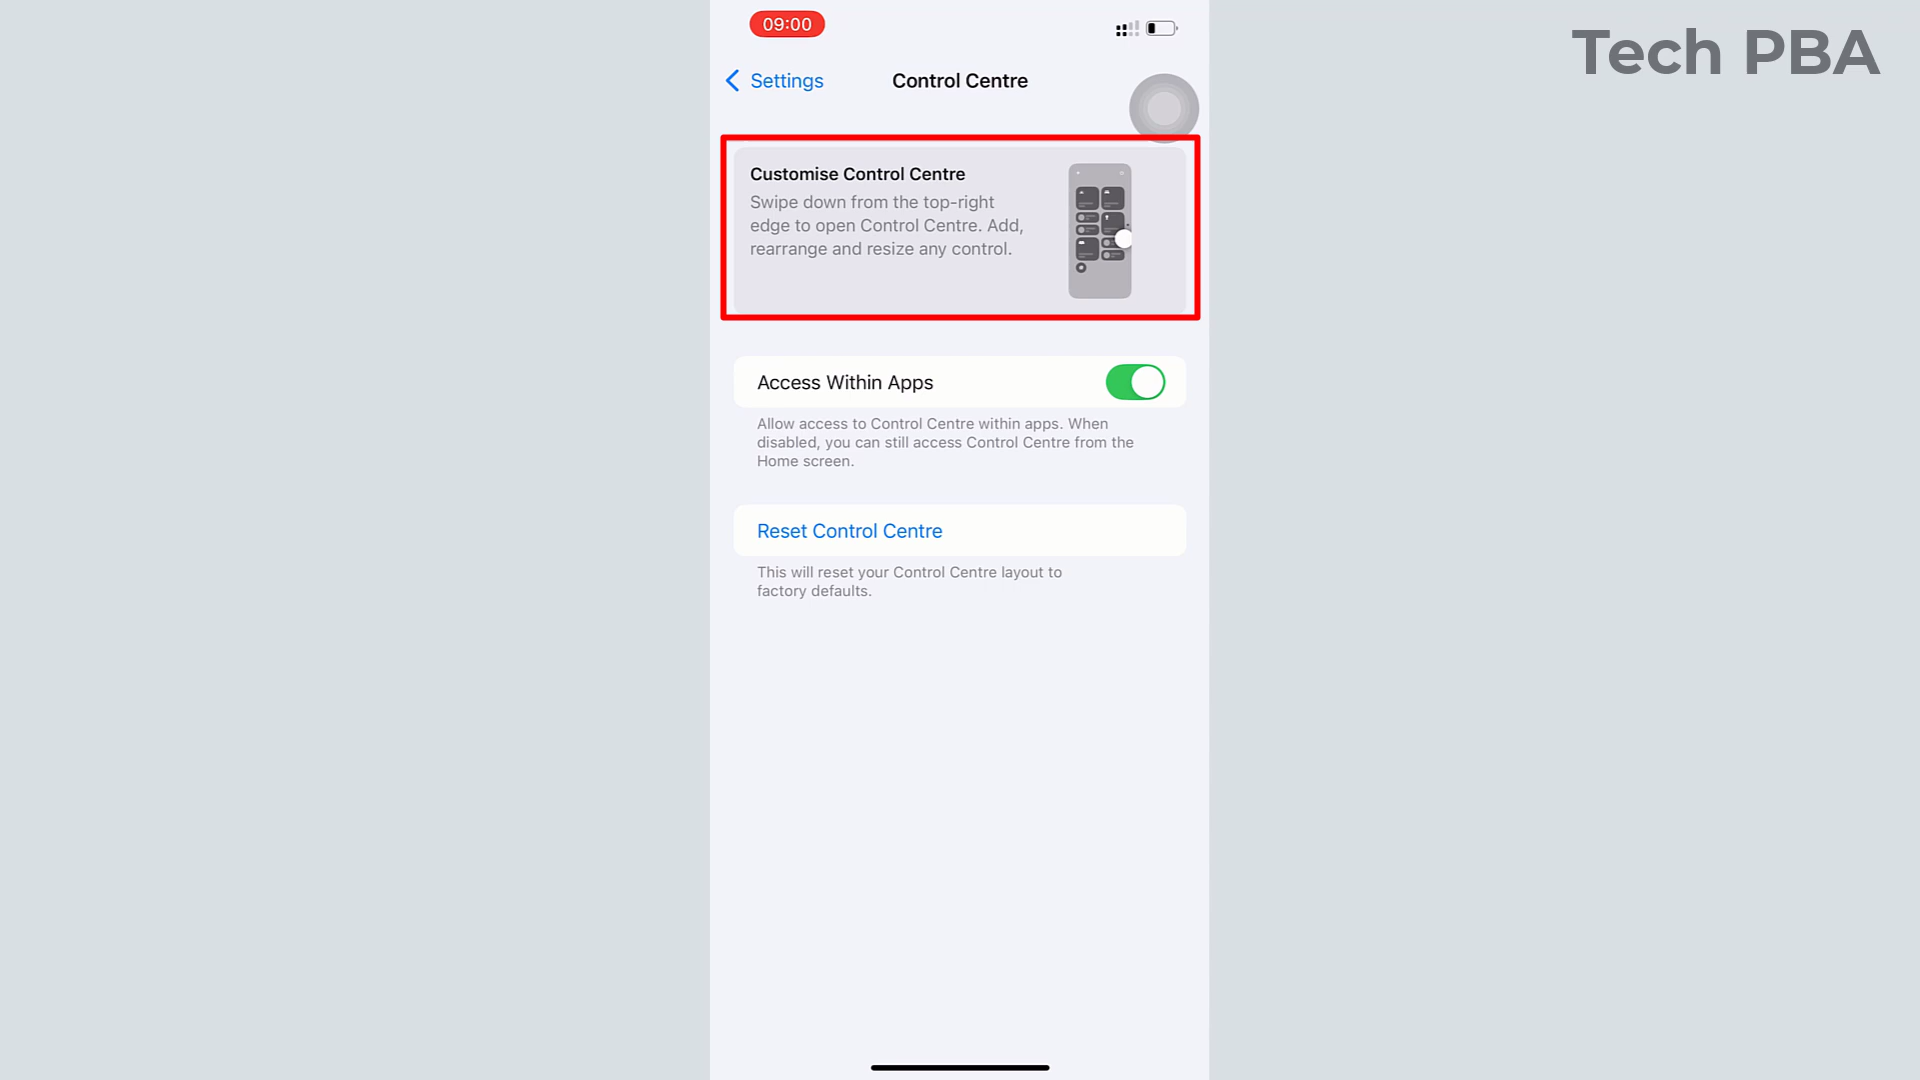 09:00
Tech PBA
Settings
Control Centre
Customise Control Centre
Swipe down from the top-right
edge to open Control Centre. Add,
rearrange and resize any control.
Access Within Apps
Allow access to Control Centre within apps. When
disabled, you can still access Control Centre from the
Home screen.
Reset Control Centre
This will reset your Control Centre layout to
factory defaults.